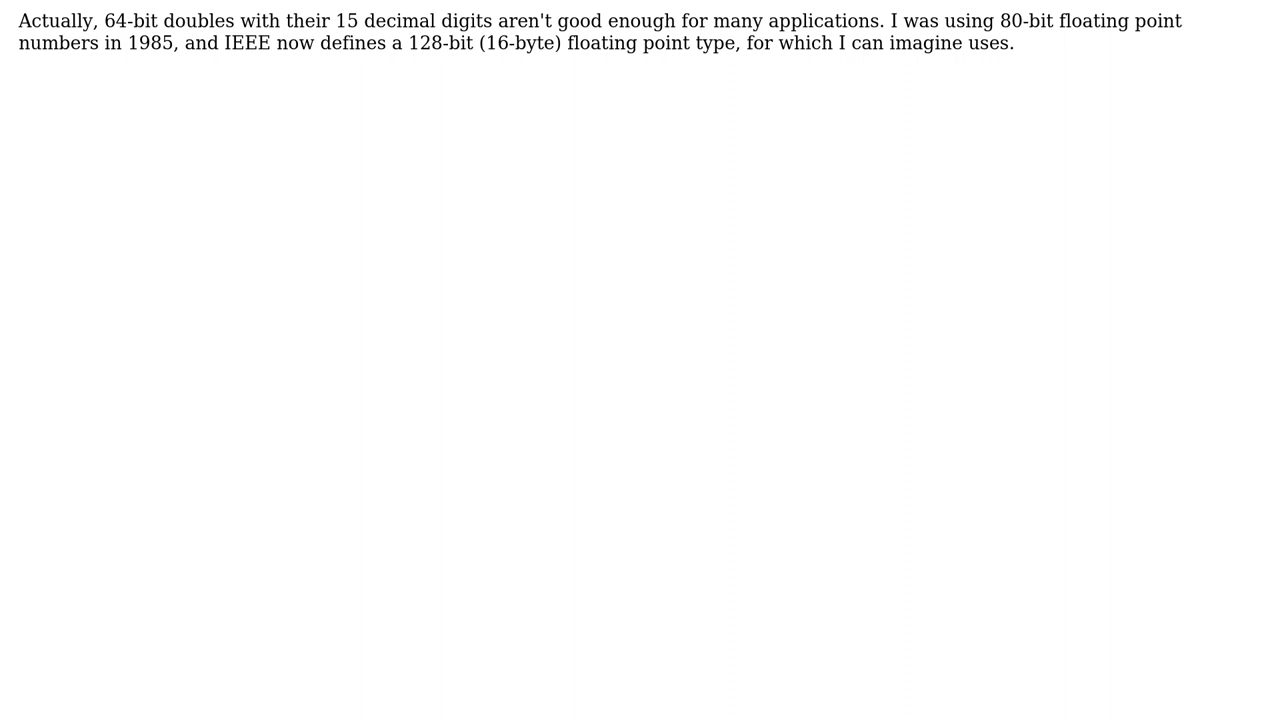 Actually, 64-bit doubles with their 15 decimal digits aren't good enough for many applications. I was using 80-bit floating point
numbers in 1985, and IEEE now defines a 128-bit (16-byte) floating point type, for which I can imagine uses.